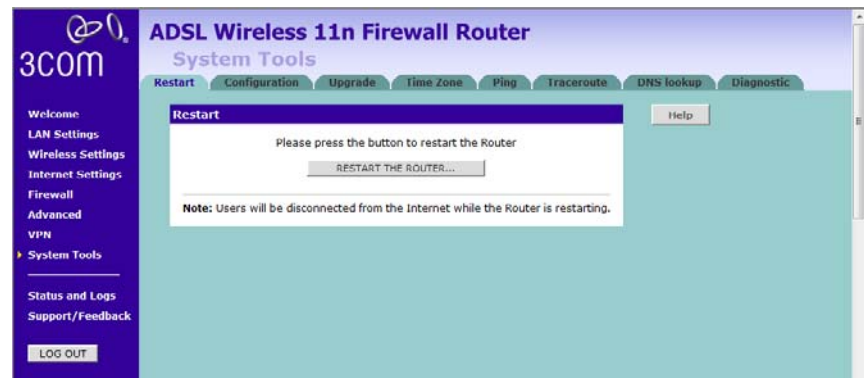 3COM
ADSL Wireless 11n Firewall Router
System Tools
Restart Configuration Upgrade Time Zone Ping Traceroute DNS lookup Diagnostic
Welcome
LAN Settings
Wireless Settings
Internet Settings
Firewall
Advanced
VPN
System Tools
Status and Logs
Support/Feedback
LOG OUT
Restart
Please press the button to restart the Router
RESTART THE ROUTER...
Note: Users will be disconnected from the Internet while the Router is restarting.
Help